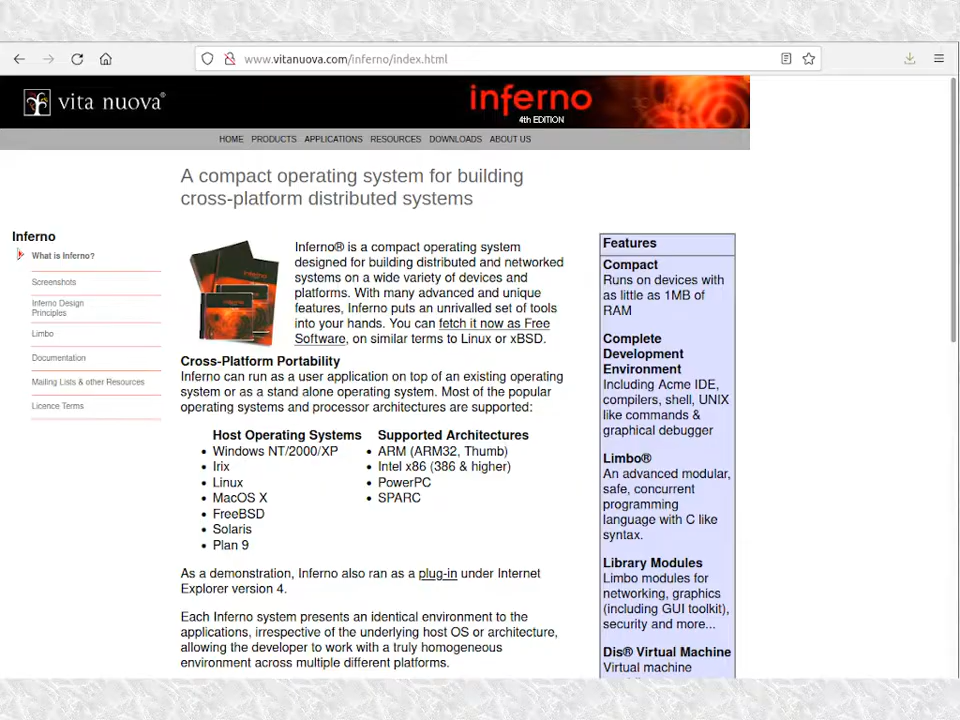 www.vitanuova.com/inferno/index.html
vita nuova®
inferno
4th EDITION
HOME PRODUCTS APPLICATIONS RESOURCES DOWNLOADS ABOUT US
A compact operating system for building
cross-platform distributed systems
Inferno
What is Inferno?
Screenshots
Inferno Design
Principles
Limbo
Documentation
Mailing Lists & other Resources
Licence Terms
Inferno® is a compact operating system
designed for building distributed and networked
systems on a wide variety of devices and
platforms. With many advanced and unique
features, Inferno puts an unrivalled set of tools
into your hands. You can fetch it now as Free
Software, on similar terms to Linux or xBSD.
Cross-Platform Portability
Inferno can run as a user application on top of an existing operating
system or as a stand alone operating system. Most of the popular
operating systems and processor architectures are supported:
Host Operating Systems
Windows NT/2000/XP
Irix
Linux
MacOS X
FreeBSD
Solaris
Plan 9
Supported Architectures
ARM (ARM32, Thumb)
Intel x86 (386 & higher)
PowerPC
SPARC
As a demonstration, Inferno also ran as a plug-in under Internet
Explorer version 4.
Each Inferno system presents an identical environment to the
applications, irrespective of the underlying host OS or architecture,
allowing the developer to work with a truly homogeneous
environment across multiple different platforms.
Features
Compact
Runs on devices with
as little as 1MB of
RAM
Complete
Development
Environment
Including Acme IDE,
compilers, shell, UNIX
like commands &
graphical debugger
Limbo®
An advanced modular,
safe, concurrent
programming
language with C like
syntax.
Library Modules
Limbo modules for
networking, graphics
(including GUI toolkit),
security and more...
Dis® Virtual Machine
Virtual machine